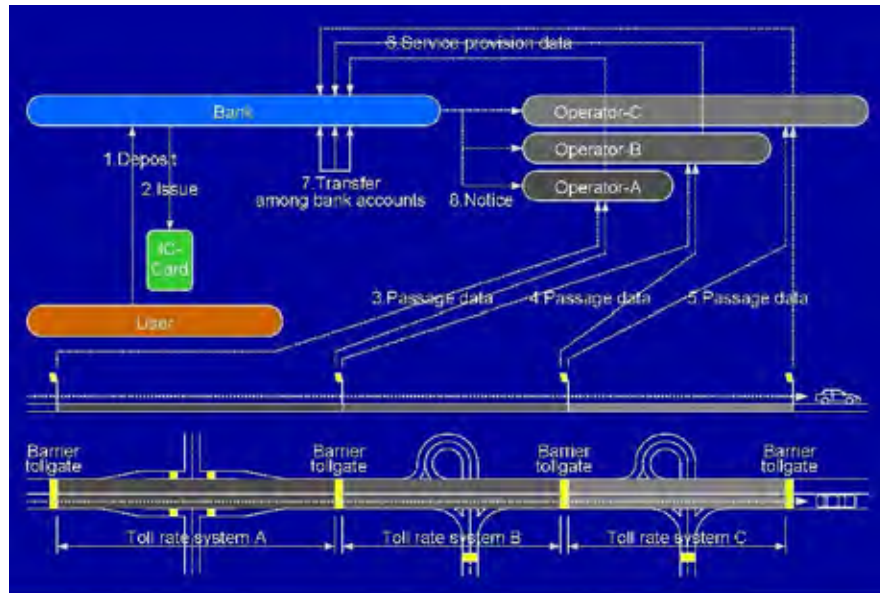 6.Service provision data
Bank
Operator-C
Operator-B
Operator-A
1.Deposit
2.Issue
7.Transfer
among bank accounts
8.Notice
IC-
Card
3.Passage data
4.Passage data
5.Passage data
User
Barrier
tollgate
Barrier
tollgate
Barrier
tollgate
Barrier
tollgate
Toll rate system A
Toll rate system B
Toll rate system C